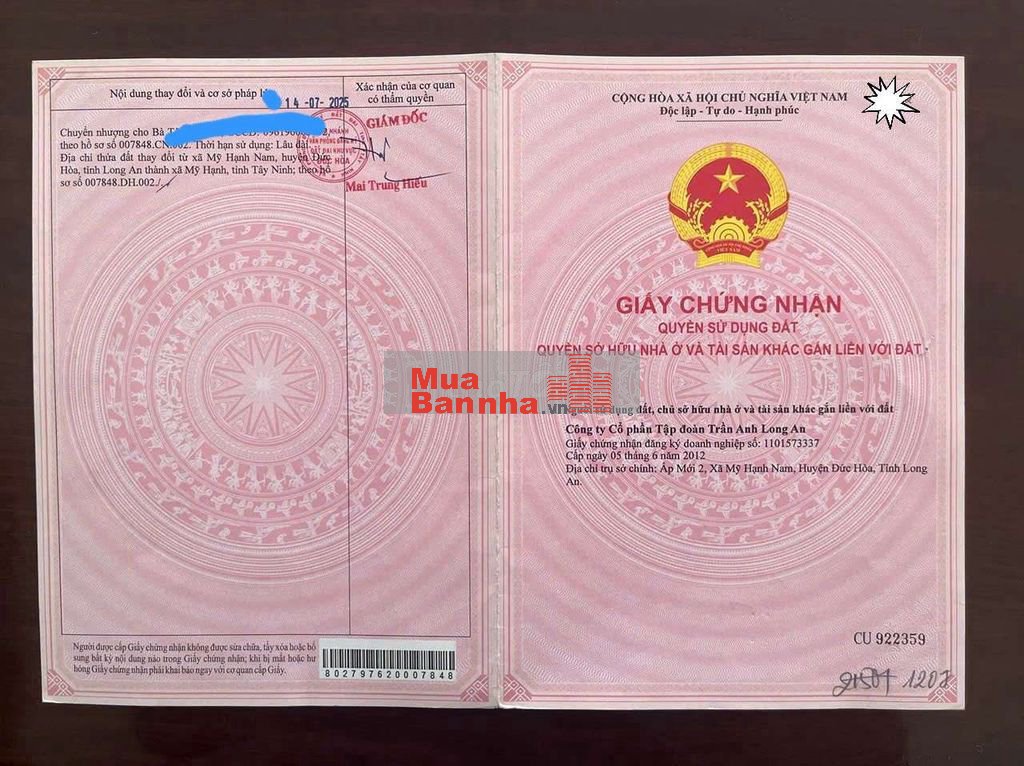 Nội dung thay đổi và cơ sở pháp
Xác nhận của cơ quan
có thẩm quyền
14 -07- 2025
Chuyển nhượng cho Bà
theo hồ sơ số 007848.CN.002. Thời hạn sử dụng: Lâu dài.
Địa chỉ thửa đất thay đổi từ xã Mỹ Hạnh Nam, huyện Đức
Hòa, tỉnh Long An thành xã Mỹ Hạnh, tỉnh Tây Ninh; theo hồ
sơ số 007848.DH.002./.
GIÁM ĐỐC
ĐỨC HÒA
Mai Trung Hiếu
Người được cấp Giấy chứng nhận không được sửa chữa, tẩy xóa hoặc bổ
sung bất kỳ nội dung nào trong Giấy chứng nhận; khi bị mất hoặc hư
hỏng Giấy chứng nhận phải khai báo ngay với cơ quan cấp Giấy.
8027976200007848
CỘNG HÒA XÃ HỘI CHỦ NGHĨA VIỆT NAM
Độc lập - Tự do - Hạnh phúc
GIẤY CHỨNG NHẬN
QUYỀN SỬ DỤNG ĐẤT
QUYỀN SỞ HỮU NHÀ Ở VÀ TÀI SẢN KHÁC GẮN LIỀN VỚI ĐẤT
Mua
Bannha.vn
người sử dụng đất, chủ sở hữu nhà ở và tài sản khác gắn liền với đất
Công ty Cổ phần Tập đoàn Trần Anh Long An
Giấy chứng nhận đăng ký doanh nghiệp số: 1101573337
Cấp ngày 05 tháng 6 năm 2012
Địa chỉ trụ sở chính: Ấp Mới 2, Xã Mỹ Hạnh Nam, Huyện Đức Hòa, Tỉnh Long
An.
CU 922359